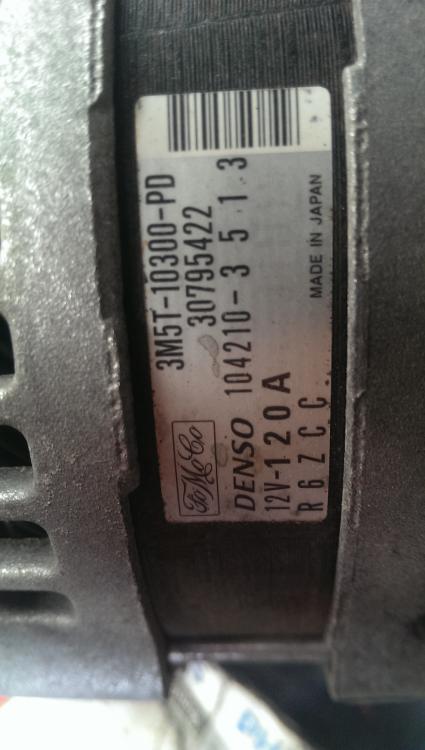 FoMoCo
3M5T-10300-PD
30795422
DENSO 104210-3513
12V-120A
MADE IN JAPAN
R6ZCC